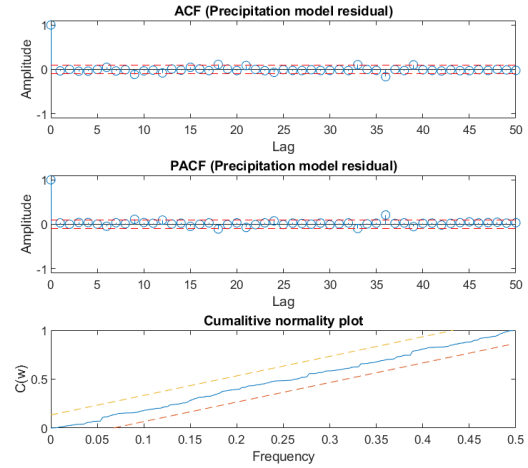 ACF (Precipitation model residual)
1
0
-1
Amplitude
0 5 10 15 20 25 30 35 40 45 50
Lag
PACF (Precipitation model residual)
1
0
-1
Amplitude
0 5 10 15 20 25 30 35 40 45 50
Lag
Cumalitive normality plot
1
0.5
0
C(w)
0 0.05 0.1 0.15 0.2 0.25 0.3 0.35 0.4 0.45 0.5
Frequency